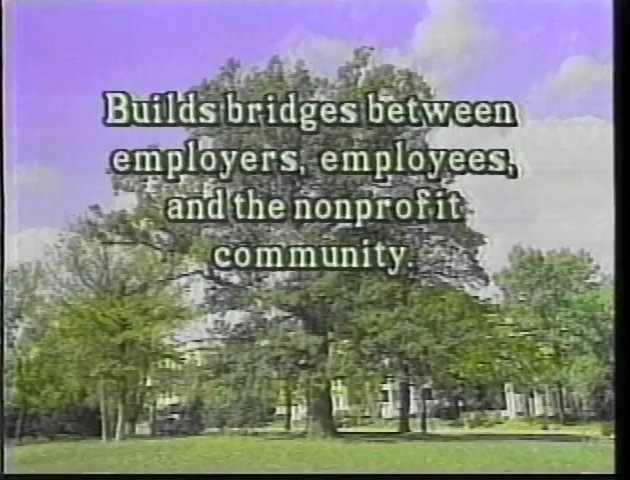 Builds bridges between
employers, employees,
and the nonprofit
community.